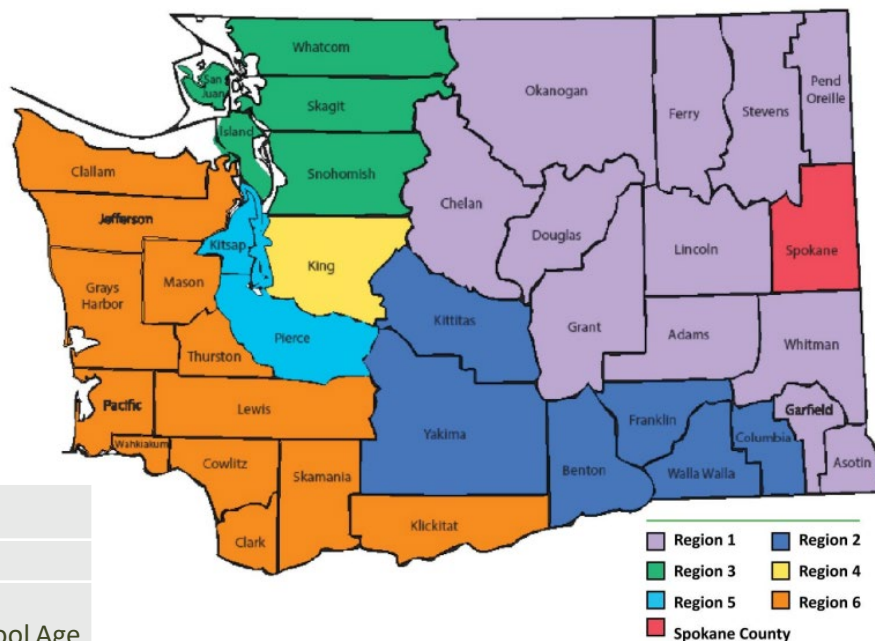 Whatcom
San
Juan
Skagit
Island
Snohomish
Okanogan
Ferry
Stevens
Pend
Oreille
Clallam
Jefferson
Chelan
Douglas
Lincoln
Spokane
Kitsap
King
Mason
Grays
Harbor
Kittitas
Grant
Adams
Whitman
Pierce
Thurston
Pacific
Lewis
Garfield
Wahkiakum
Yakima
Franklin
Columbia
Cowlitz
Skamania
Benton
Walla Walla
Asotin
Clark
Klickitat
Region 1
Region 2
Region 3
Region 4
Region 5
Region 6
Spokane County
Age